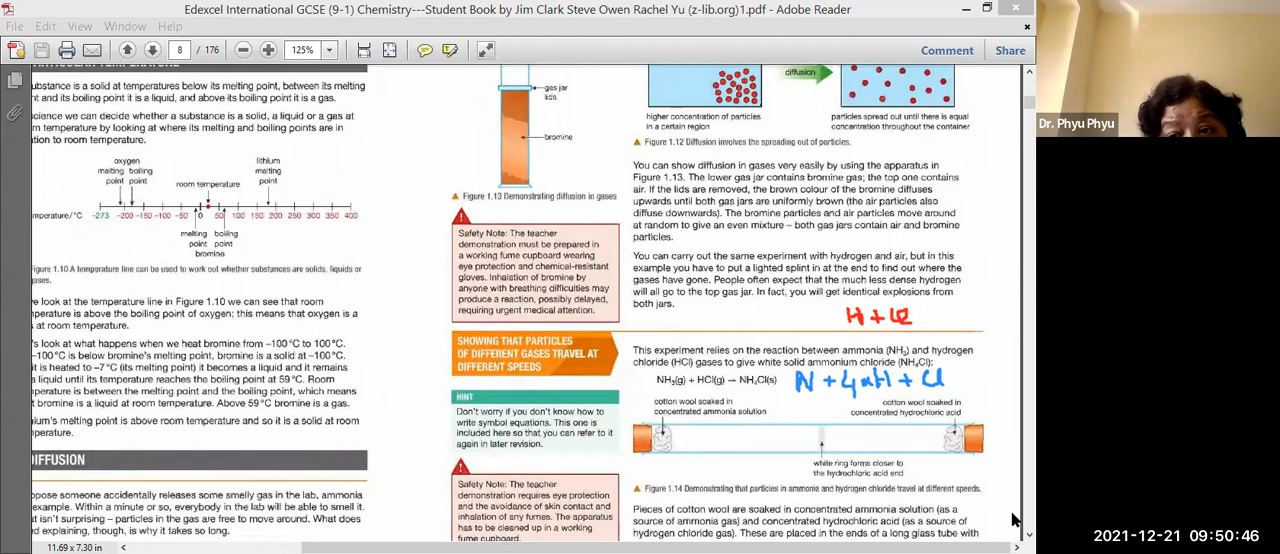 Edexcel International GCSE (9-1) Chemistry---Student Book by Jim Clark Steve Owen Rachel Yu (z-lib.org)1.pdf - Adobe Reader
File Edit View Window Help
8 / 176 125% Comment Share
TEMPERATURE
ubstance is a solid at temperatures below its melting point, between its melting
nt and its boiling point it is a liquid, and above its boiling point it is a gas.
science we can decide whether a substance is a solid, a liquid or a gas at
m temperature by looking at where its melting and boiling points are in
ation to room temperature.
oxygen
melting point
boiling point
room temperature
lithium
melting
point
mperature/°C
-273 -200 -150 -100 -50 0 50 100 150 200 250 300 350 400
melting
point
boiling
point
bromine
Figure 1.10 A temperature line can be used to work out whether substances are solids, liquids or
gases.
we look at the temperature line in Figure 1.10 we can see that room
temperature is above the boiling point of oxygen; this means that oxygen is a
s at room temperature.
's look at what happens when we heat bromine from −100 °C to 100 °C.
−100 °C is below bromine's melting point, bromine is a solid at −100 °C.
it is heated to −7 °C (its melting point) it becomes a liquid and it remains
a liquid until its temperature reaches the boiling point at 59 °C. Room
temperature is between the melting point and the boiling point, which means
t bromine is a liquid at room temperature. Above 59 °C bromine is a gas.
nium's melting point is above room temperature and so it is a solid at room
mperature.
DIFFUSION
ppose someone accidentally releases some smelly gas in the lab, ammonia
example. Within a minute or so, everybody in the lab will be able to smell it.
at isn't surprising – particles in the gas are free to move around. What does
ed explaining, though, is why it takes so long.
11.69 x 7.30 in
gas jar
lids
bromine
Figure 1.13 Demonstrating diffusion in gases
Safety Note: The teacher
demonstration must be prepared in
a working fume cupboard wearing
eye protection and chemical-resistant
gloves. Inhalation of bromine by
anyone with breathing difficulties may
produce a reaction, possibly delayed,
requiring urgent medical attention.
SHOWING THAT PARTICLES
OF DIFFERENT GASES TRAVEL AT
DIFFERENT SPEEDS
HINT
Don't worry if you don't know how to
write symbol equations. This one is
included here so that you can refer to it
again in later revision.
Safety Note: The teacher
demonstration requires eye protection
and the avoidance of skin contact and
inhalation of any fumes. The apparatus
has to be cleaned up in a working
fume cupboard.
diffusion
higher concentration of particles
in a certain region
particles spread out until there is equal
concentration throughout the container
Figure 1.12 Diffusion involves the spreading out of particles.
You can show diffusion in gases very easily by using the apparatus in
Figure 1.13. The lower gas jar contains bromine gas; the top one contains
air. If the lids are removed, the brown colour of the bromine diffuses
upwards until both gas jars are uniformly brown (the air particles also
diffuse downwards). The bromine particles and air particles move around
at random to give an even mixture – both gas jars contain air and bromine
particles.
You can carry out the same experiment with hydrogen and air, but in this
example you have to put a lighted splint in at the end to find out where the
gases have gone. People often expect that the much less dense hydrogen
will all go to the top gas jar. In fact, you will get identical explosions from
both jars.
This experiment relies on the reaction between ammonia (NH₃) and hydrogen
chloride (HCl) gases to give white solid ammonium chloride (NH₄Cl):
NH₃(g) + HCl(g) → NH₄Cl(s) N + 4xH + Cl
cotton wool soaked in
concentrated ammonia solution
cotton wool soaked in
concentrated hydrochloric acid
white ring forms closer to
the hydrochloric acid end
Figure 1.14 Demonstrating that particles in ammonia and hydrogen chloride travel at different speeds.
Pieces of cotton wool are soaked in concentrated ammonia solution (as a
source of ammonia gas) and concentrated hydrochloric acid (as a source of
hydrogen chloride gas). These are placed in the ends of a long glass tube with
Dr. Phyu Phyu
2021-12-21 09:50:46